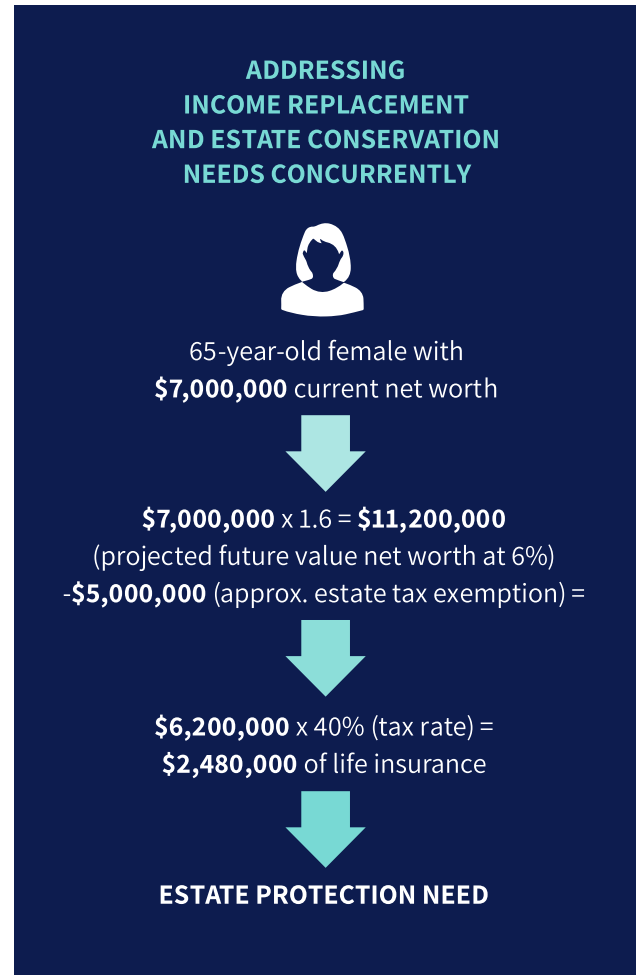 ADDRESSING
INCOME REPLACEMENT
AND ESTATE CONSERVATION
NEEDS CONCURRENTLY
65-year-old female with
$7,000,000 current net worth
$7,000,000 x 1.6 = $11,200,000
(projected future value net worth at 6%)
-$5,000,000 (approx. estate tax exemption) =
$6,200,000 x 40% (tax rate) =
$2,480,000 of life insurance
ESTATE PROTECTION NEED